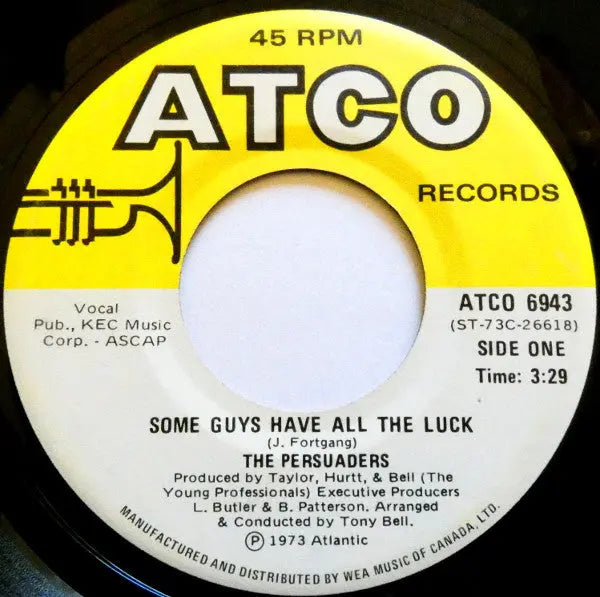 45 RPM
ATCO
RECORDS
Vocal
Pub., KEC Music
Corp. - ASCAP
ATCO 6943
(ST-73C-26618)
SIDE ONE
Time: 3:29
SOME GUYS HAVE ALL THE LUCK
(J. Fortgang)
THE PERSUADERS
Produced by Taylor, Hurtt, & Bell (The
Young Professionals) Executive Producers
L. Butler & B. Patterson. Arranged
& Conducted by Tony Bell.
Ⓟ 1973 Atlantic
MANUFACTURED AND DISTRIBUTED BY WEA MUSIC OF CANADA, LTD.